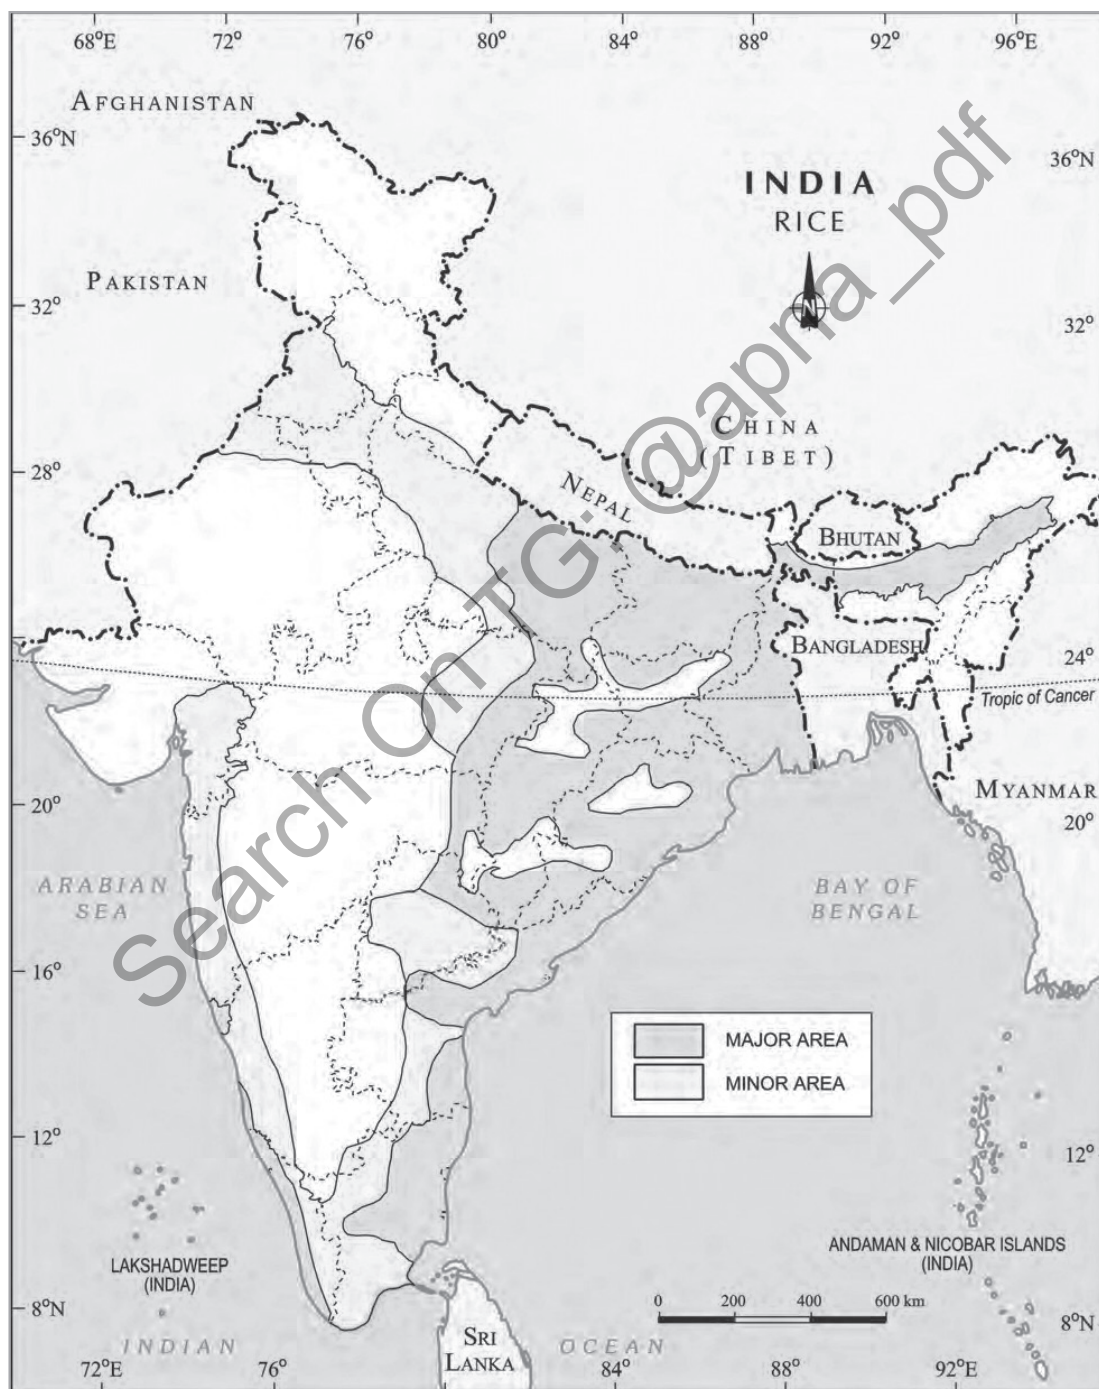 68°E 72° 76° 80° 84° 88° 92° 96°E
AFGHANISTAN
36°N
36°N
INDIA
RICE
N
PAKISTAN
32°
32°
CHINA
(TIBET)
28°
28°
NEPAL
BHUTAN
BANGLADESH
24°
Tropic of Cancer
MYANMAR
20°
20°
ARABIAN
SEA
BAY OF
BENGAL
16°
MAJOR AREA
MINOR AREA
12°
12°
LAKSHADWEEP
(INDIA)
ANDAMAN & NICOBAR ISLANDS
(INDIA)
0 200 400 600 km
8°N
8°N
INDIAN
OCEAN
SRI
LANKA
72°E 76° 84° 88° 92°E
Search On TG: @apna_pdf